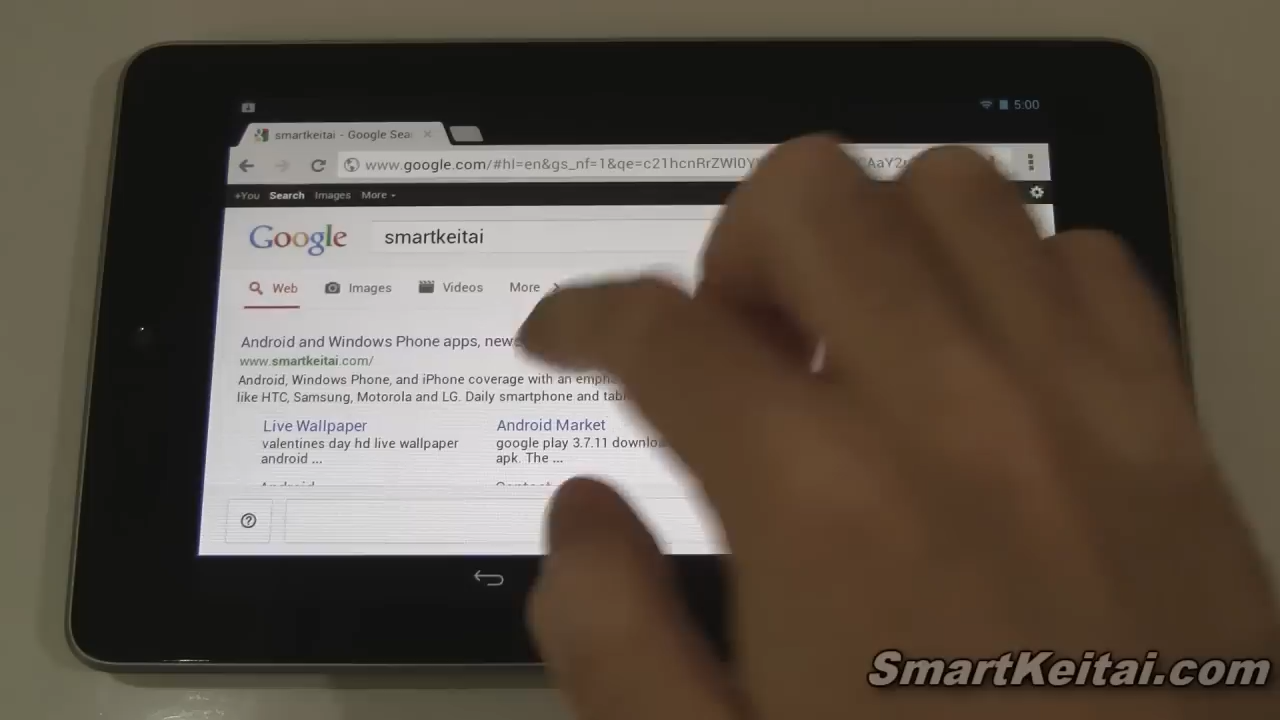 5:00
smartkeitai - Google Sea
www.google.com/#hl=en&gs_nf=1&qe=c21hcnRrZWl0Y
+You Search Images More
Google smartkeitai
Web Images Videos More
Android and Windows Phone apps, news
www.smartkeitai.com/
Android, Windows Phone, and iPhone coverage with an emph
like HTC, Samsung, Motorola and LG. Daily smartphone and tabl
Live Wallpaper Android Market
valentines day hd live wallpaper google play 3.7.11 downloa
android ... apk. The ...
SmartKeitai.com